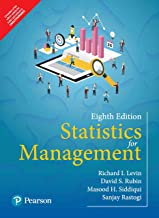 Eighth Edition
Statistics
for
Management
Richard I. Levin
David S. Rubin
Masood H. Siddiqui
Sanjay Rastogi
Pearson